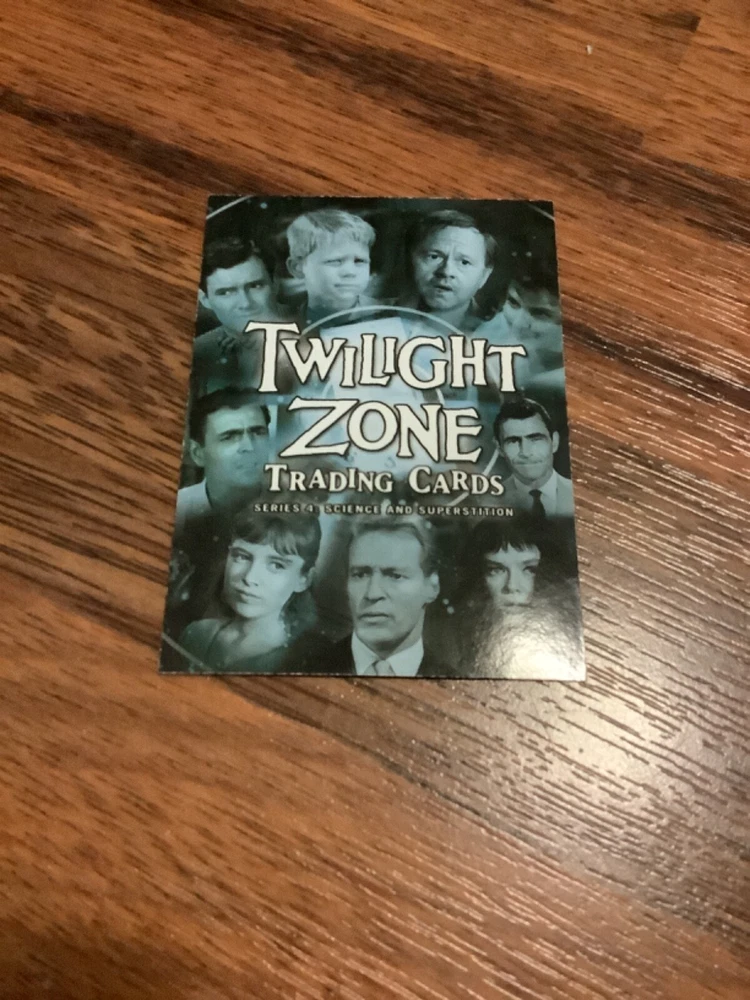 TWILIGHT
ZONE
TRADING CARDS
SERIES 4: SCIENCE AND SUPERSTITION